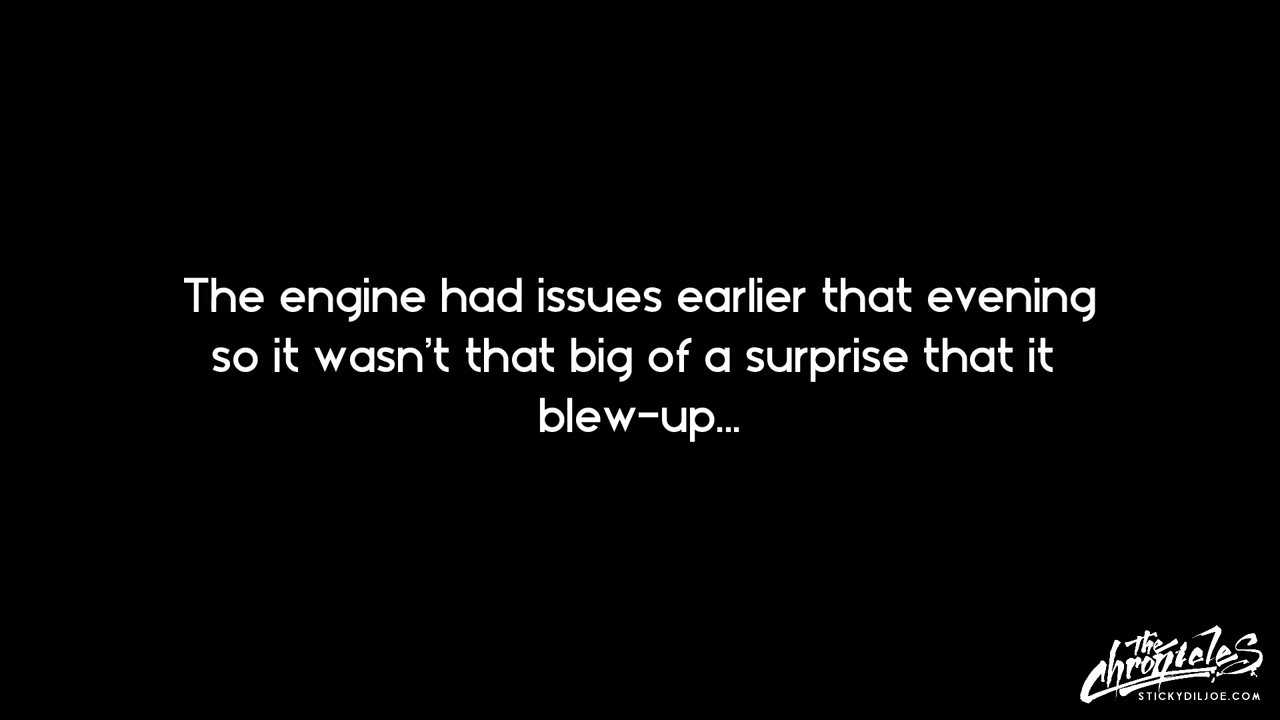 The engine had issues earlier that evening
so it wasn't that big of a surprise that it
blew-up...
the
chronicles
STICKYDILJOE.COM